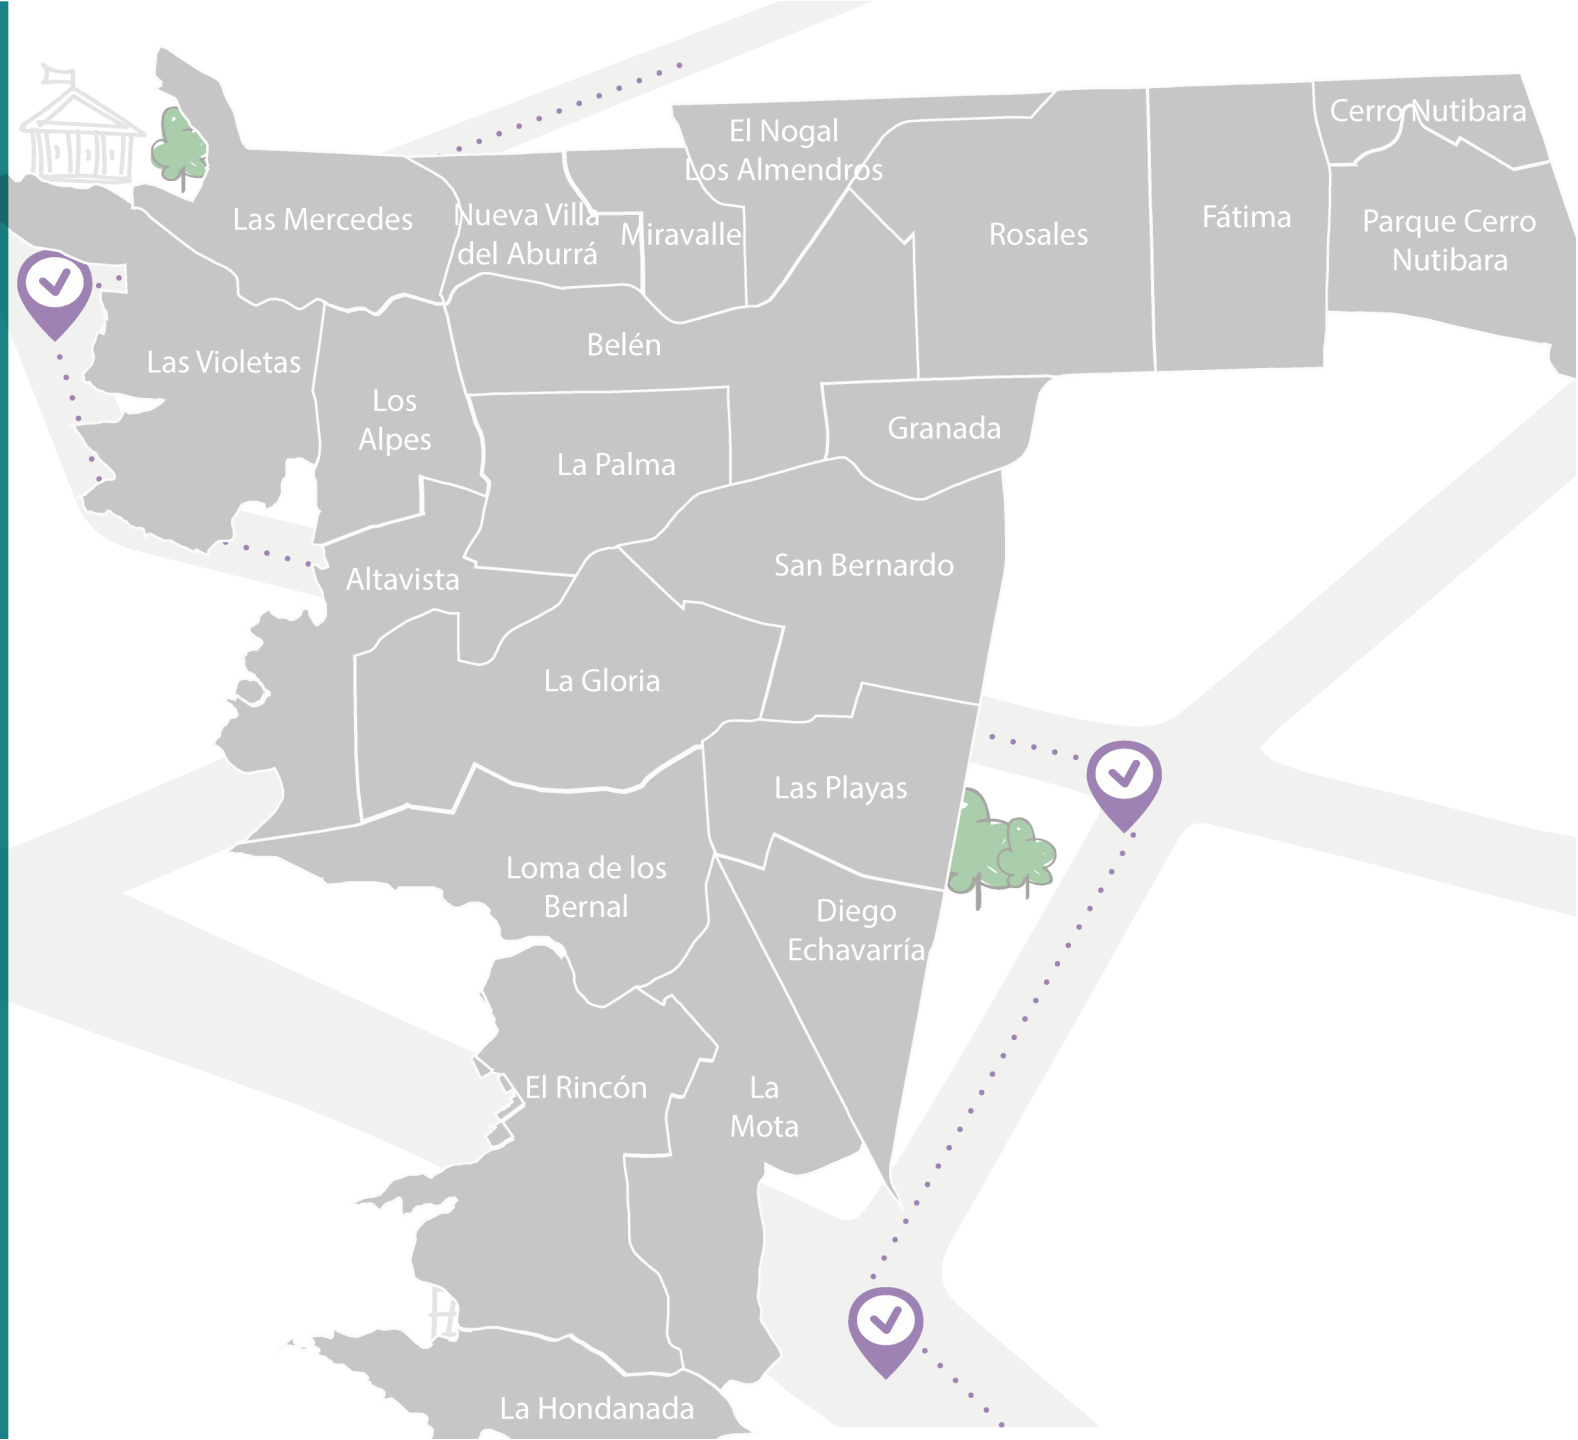 Cerro Nutibara
El Nogal
Los Almendros
Las Mercedes
Nueva Villa
del Aburrá
Miravalle
Rosales
Fátima
Parque Cerro
Nutibara
Las Violetas
Belén
Los
Alpes
Granada
La Palma
Altavista
San Bernardo
La Gloria
Las Playas
Loma de los
Bernal
Diego
Echavarría
El Rincón
La
Mota
La Hondanada